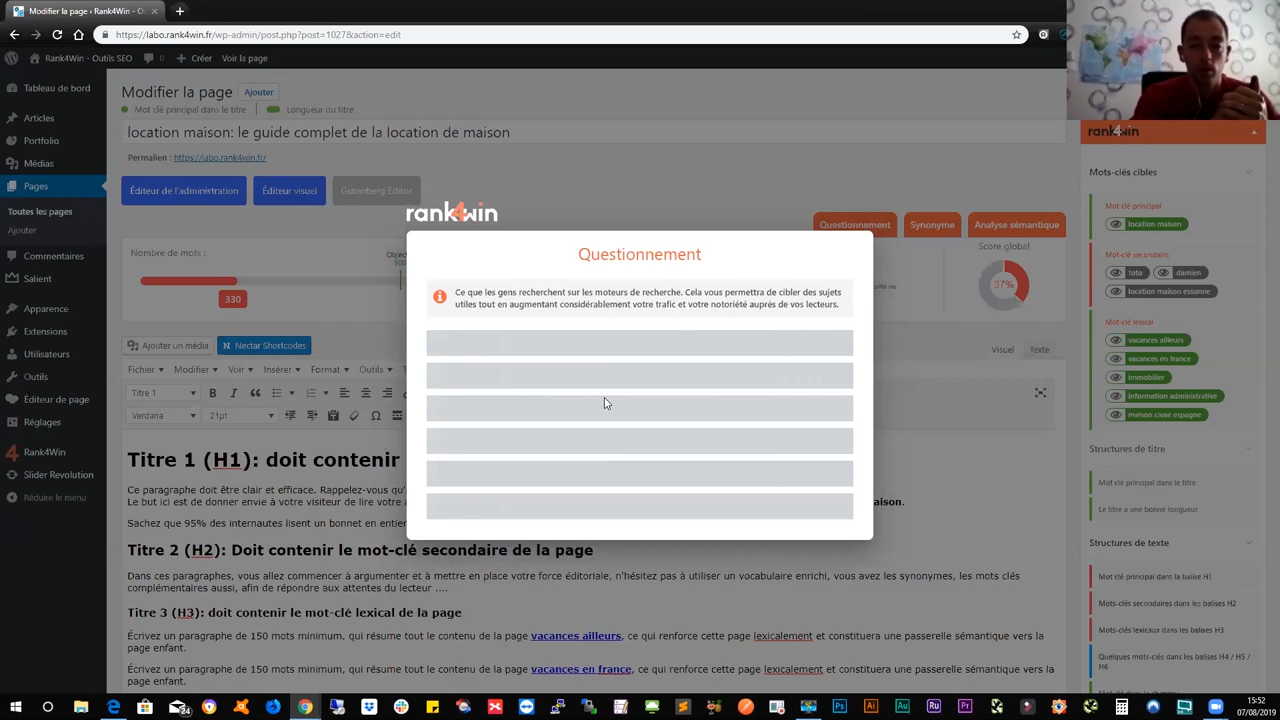 Modifier la page « Rank4Win - O
https://labo.rank4win.fr/wp-admin/post.php?post=10278&action=edit
Rank4Win - Outils SEO
Créer
Voir la page
Tableau de bord
Articles
Portfolio
Médias
Pages
Toutes les pages
Ajouter
Commentaires
Salient
Apparence
Extensions
Utilisateurs
Outils
Éditeur de page
Réglages
Rank4Win
Slider Revolution
Réduire le menu
Modifier la page
Ajouter
Mot clé principal dans le titre
Longueur du titre
location maison: le guide complet de la location de maison
Permalien : https://labo.rank4win.fr/
Éditeur de l'administration
Éditeur visuel
Gutenberg Editor
rank4win
Questionnement
Synonyme
Analyse sémantique
Nombre de mots :
330
Score global
37%
Questionnement
Ce que les gens recherchent sur les moteurs de recherche. Cela vous permettra de cibler des sujets
utiles tout en augmentant considérablement votre trafic et votre notoriété auprés de vos lecteurs.
Ajouter un média
Nectar Shortcodes
Visuel
Texte
Fichier
Modifier
Voir
Insérer
Format
Outils
Titre 1
Verdana
21pt
Titre 1 (H1): doit contenir
Ce paragraphe doit être clair et efficace. Rappelez-vous qu'
Le but ici est de donner envie à votre visiteur de lire votre
aison.
Sachez que 95% des internautes lisent un bonnet en entier
Titre 2 (H2): Doit contenir le mot-clé secondaire de la page
Dans ces paragraphes, vous allez commencer à argumenter et à mettre en place votre force éditoriale, n'hésitez pas à utiliser un vocabulaire enrichi, vous avez les synonymes, les mots clés
complémentaires aussi, afin de répondre aux attentes du lecteur ....
Titre 3 (H3): doit contenir le mot-clé lexical de la page
Écrivez un paragraphe de 150 mots minimum, qui résume tout le contenu de la page vacances ailleurs, ce qui renforce cette page lexicalement et constituera une passerelle sémantique vers la
page enfant.
Écrivez un paragraphe de 150 mots minimum, qui résume tout le contenu de la page vacances en france, ce qui renforce cette page lexicalement et constituera une passerelle sémantique vers la
page enfant.
rank4win
Mots-clés cibles
Mot clé principal
location maison
Mot-clé secondaire
toto
damien
location maison essonne
Mot-clé lexical
vacances ailleurs
vacances en france
immobilier
information administrative
maison close espagne
Structures de titre
Mot clé principal dans le titre
Le titre a une bonne longueur
Structures de texte
Mot clé principal dans la balise H1
Mots-clés secondaires dans les balises H2
Mots-clés lexicaux dans les balises H3
Quelques mots-clés dans les balises H4 / H5 /
H6
24
Ps
Ai
Au
Ru
Pr
15:52
07/08/2019